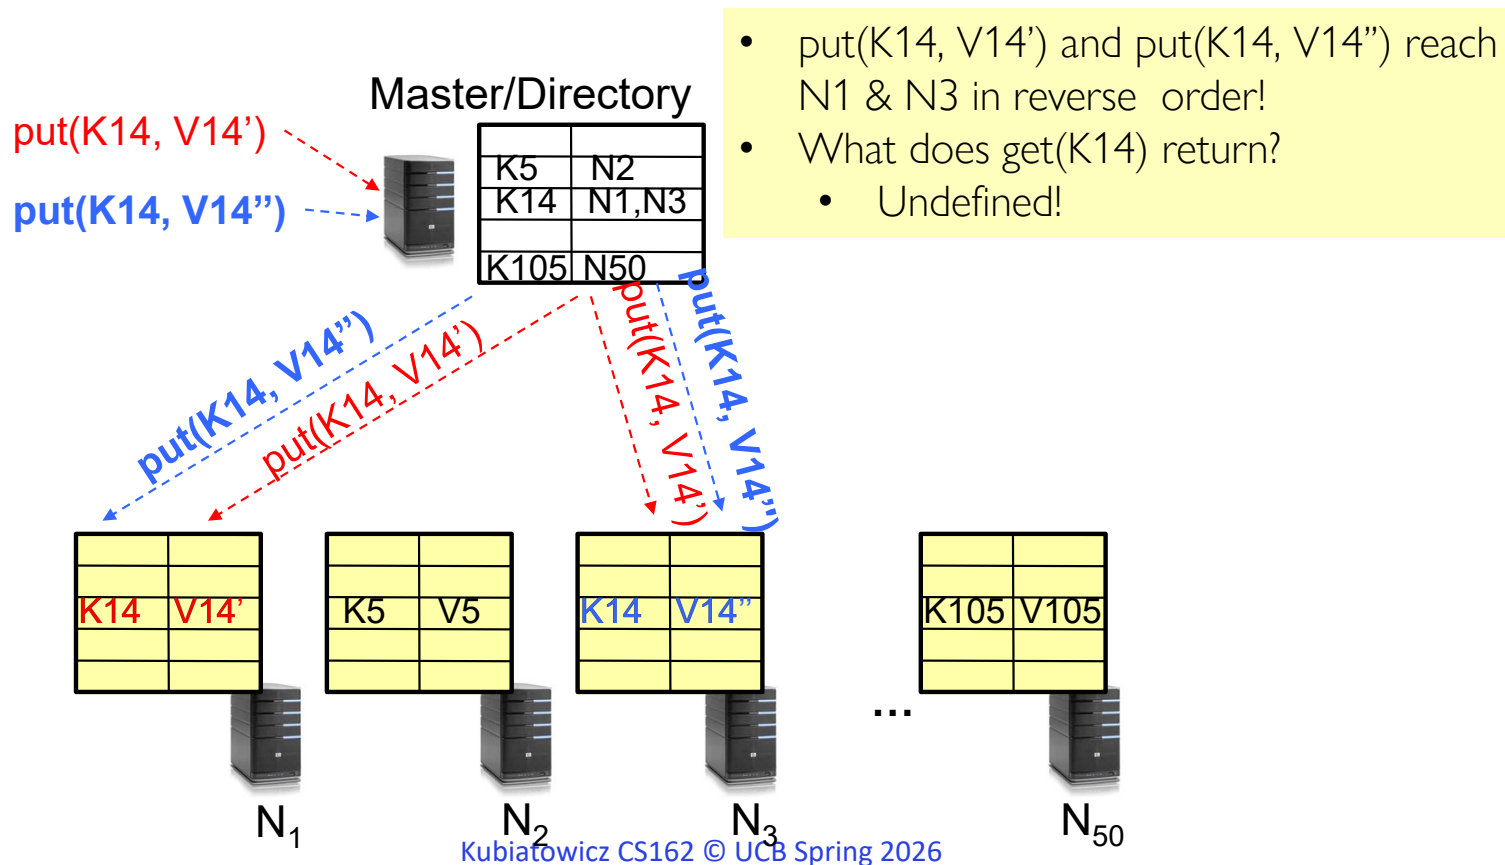 • put(K14, V14’) and put(K14, V14”) reach
N1 & N3 in reverse order!
• What does get(K14) return?
• Undefined!
Master/Directory
put(K14, V14’)
put(K14, V14”)
K5 N2
K14 N1,N3
K105 N50
put(K14, V14”)
put(K14, V14’)
put(K14, V14’)
put(K14, V14”)
K14 V14’
K5 V5
K14 V14”
K105 V105
...
N1
N2
N3
N50
Kubiatowicz CS162 © UCB Spring 2026